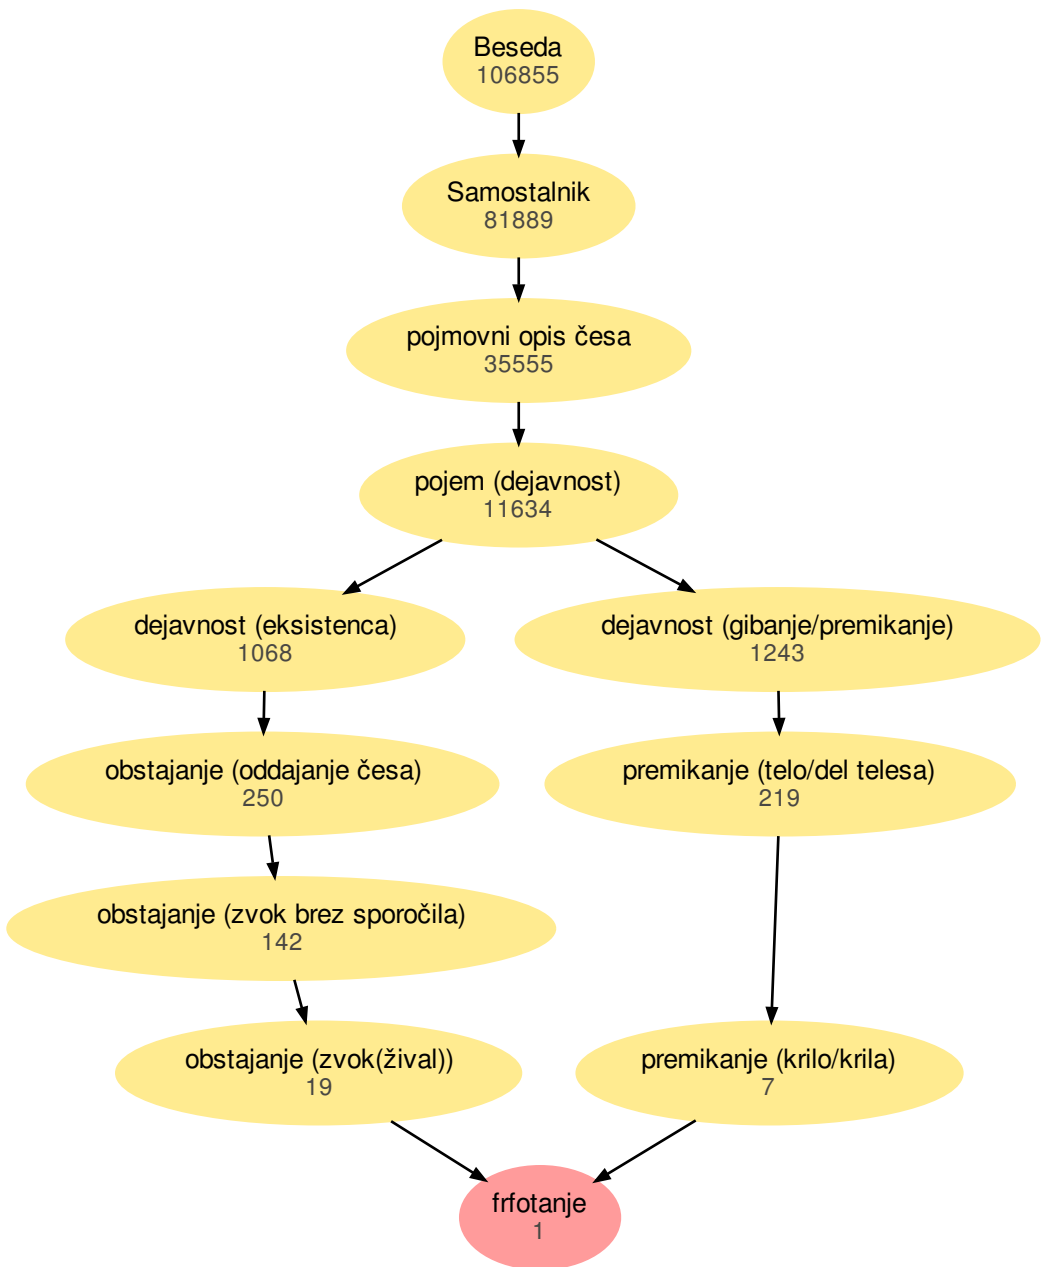 Beseda
106855
Samostalnik
81889
pojmovni opis česa
35555
pojem (dejavnost)
11634
dejavnost (eksistenca)
1068
dejavnost (gibanje/premikanje)
1243
obstajanje (oddajanje česa)
250
premikanje (telo/del telesa)
219
obstajanje (zvok brez sporočila)
142
obstajanje (zvok(žival))
19
premikanje (krilo/krila)
7
frfotanje
1